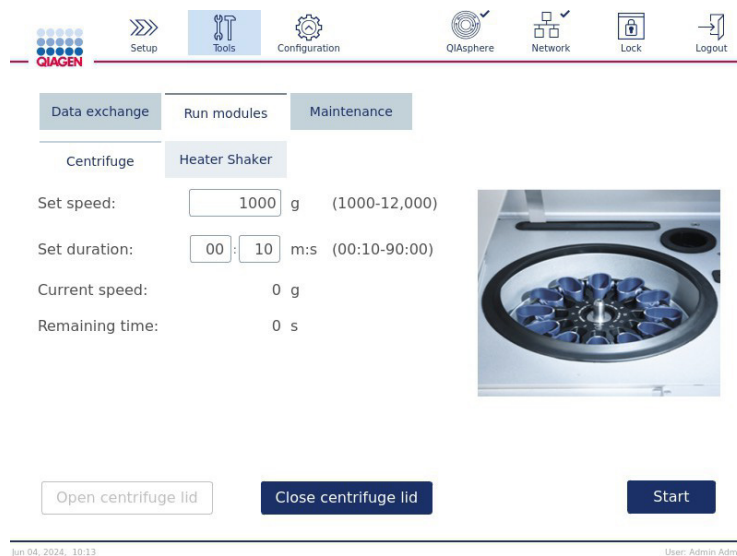 Setup
Tools
Configuration
QIAsphere
Network
Lock
Logout
QIAGEN
Data exchange
Run modules
Maintenance
Centrifuge
Heater Shaker
Set speed: 1000 g (1000-12,000)
Set duration: 00 : 10 m:s (00:10-90:00)
Current speed: 0 g
Remaining time: 0 s
Open centrifuge lid
Close centrifuge lid
Start
Jun 04, 2024, 10:13
User: Admin Adm